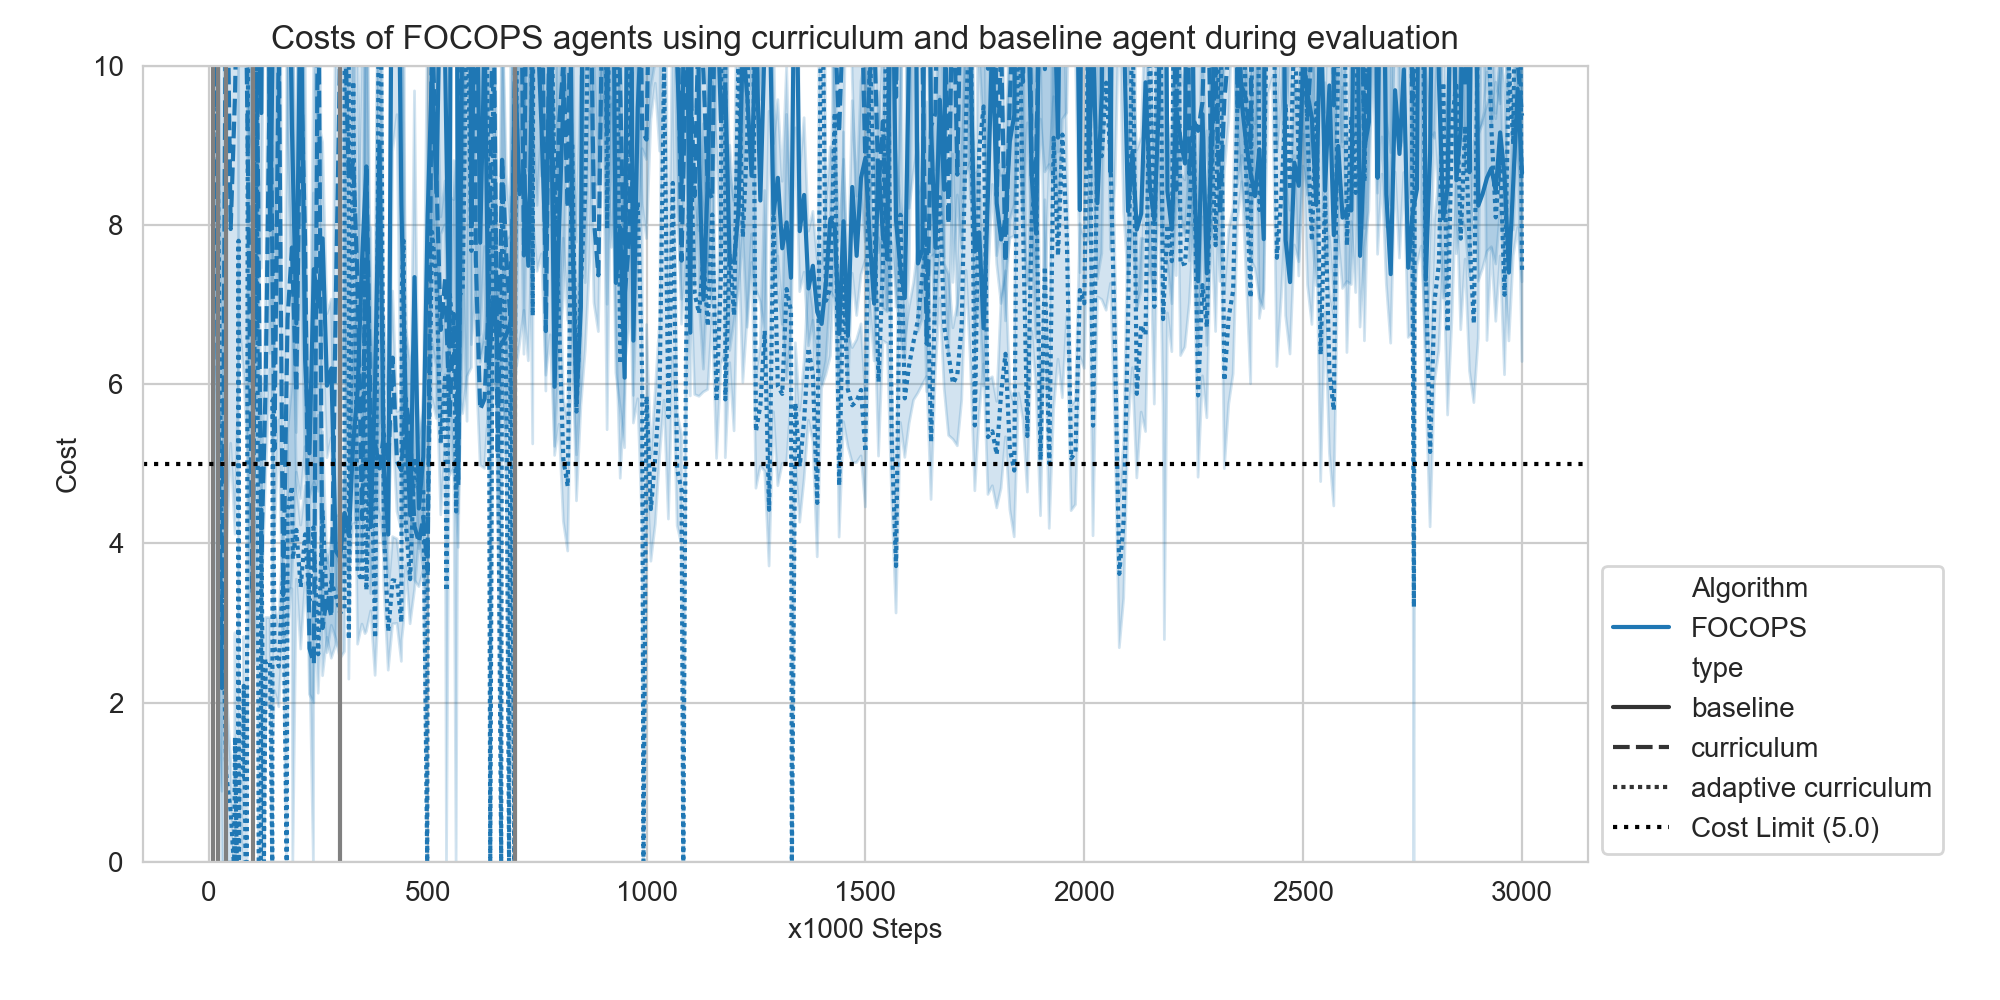 Costs of FOCOPS agents using curriculum and baseline agent during evaluation
10
8
6
4
2
0
Cost
0 500 1000 1500 2000 2500 3000
x1000 Steps
Algorithm
FOCOPS
type
baseline
curriculum
adaptive curriculum
Cost Limit (5.0)